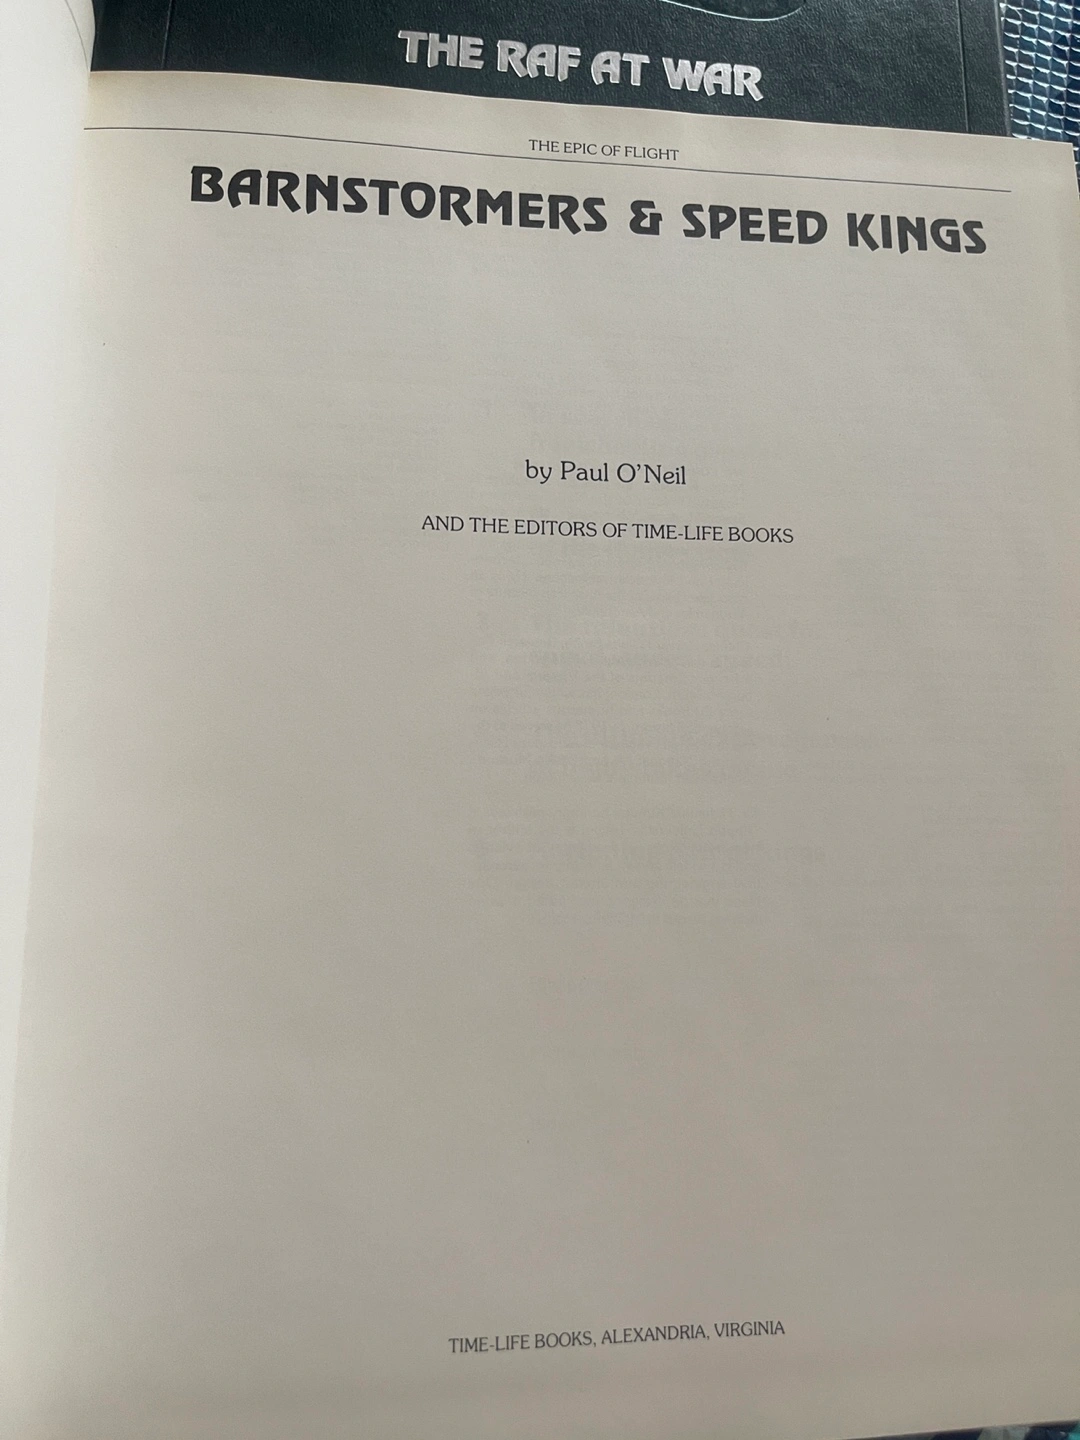 THE RAF AT WAR
THE EPIC OF FLIGHT
BARNSTORMERS & SPEED KINGS
by Paul O'Neil
AND THE EDITORS OF TIME-LIFE BOOKS
TIME-LIFE BOOKS, ALEXANDRIA, VIRGINIA